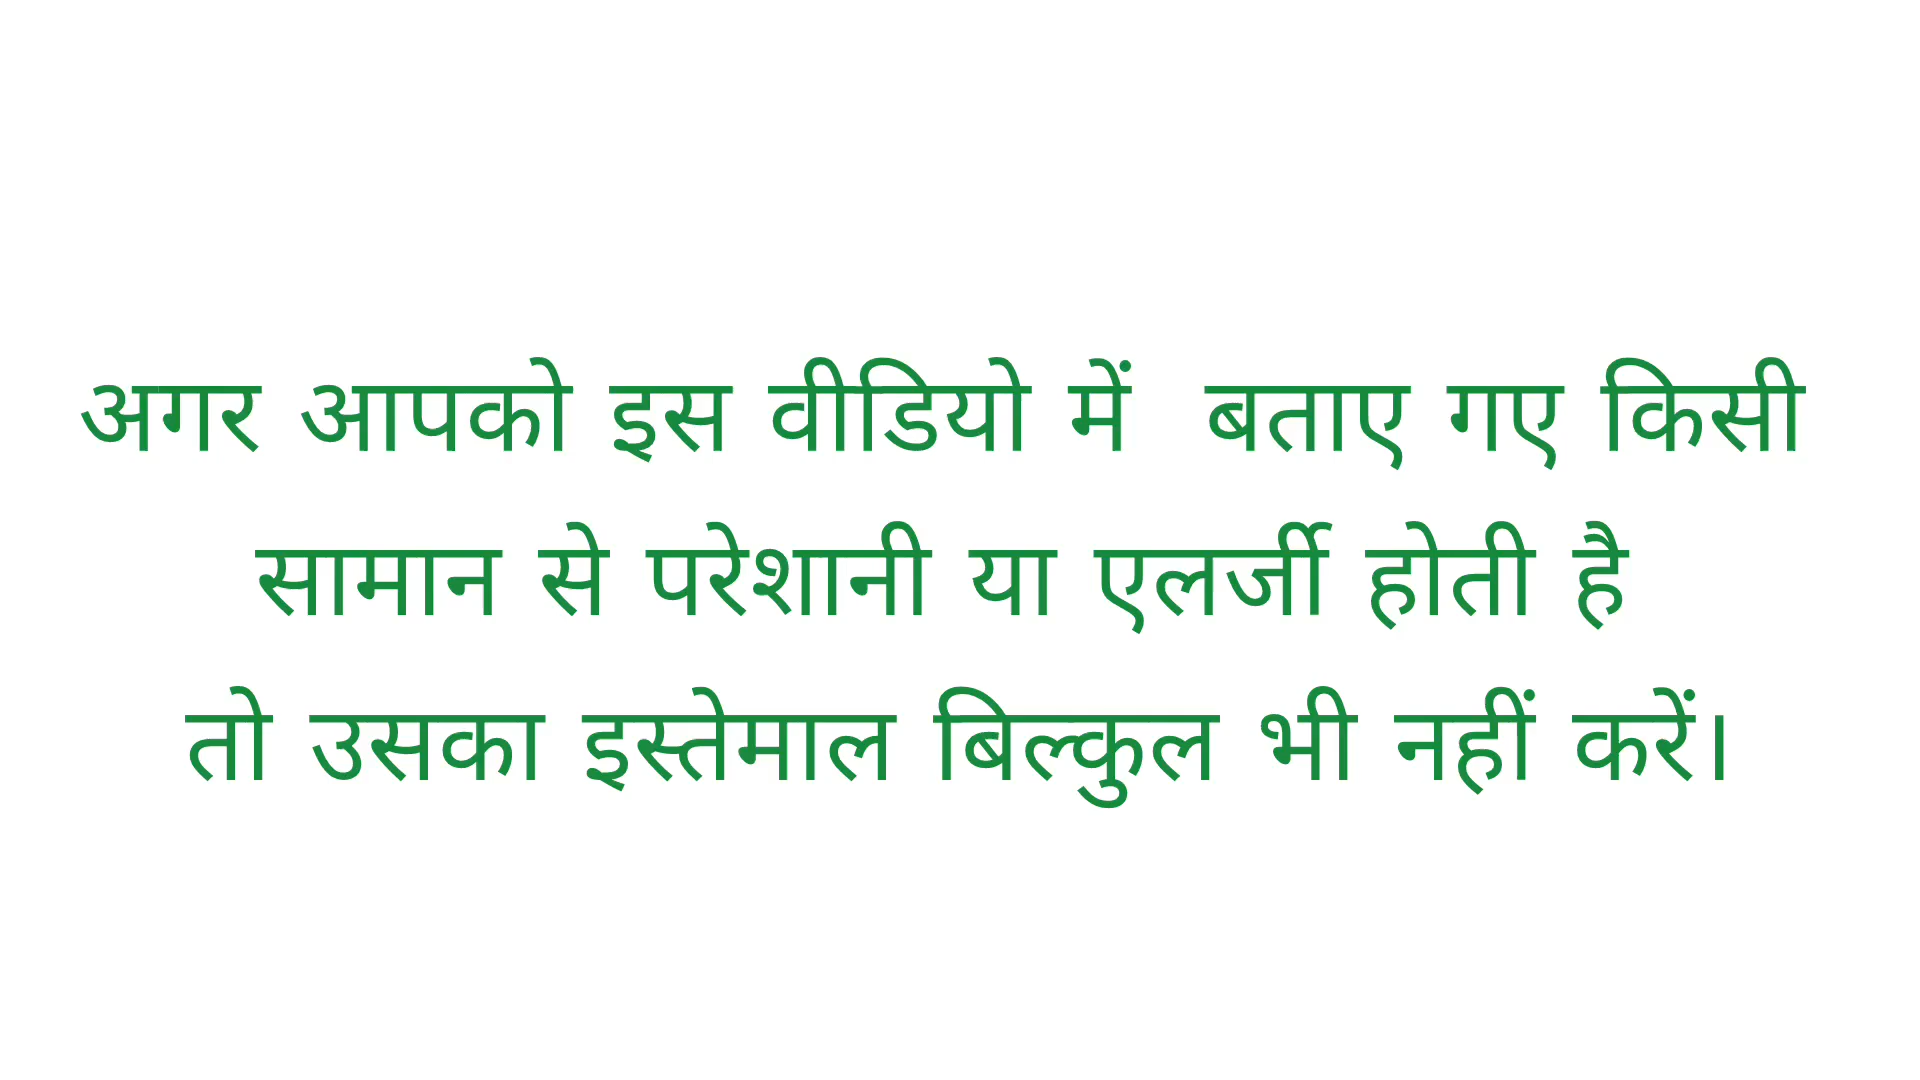 अगर आपको इस वीडियो में बताए गए किसी
सामान से परेशानी या एलर्जी होती है
तो उसका इस्तेमाल बिल्कुल भी नहीं करें।